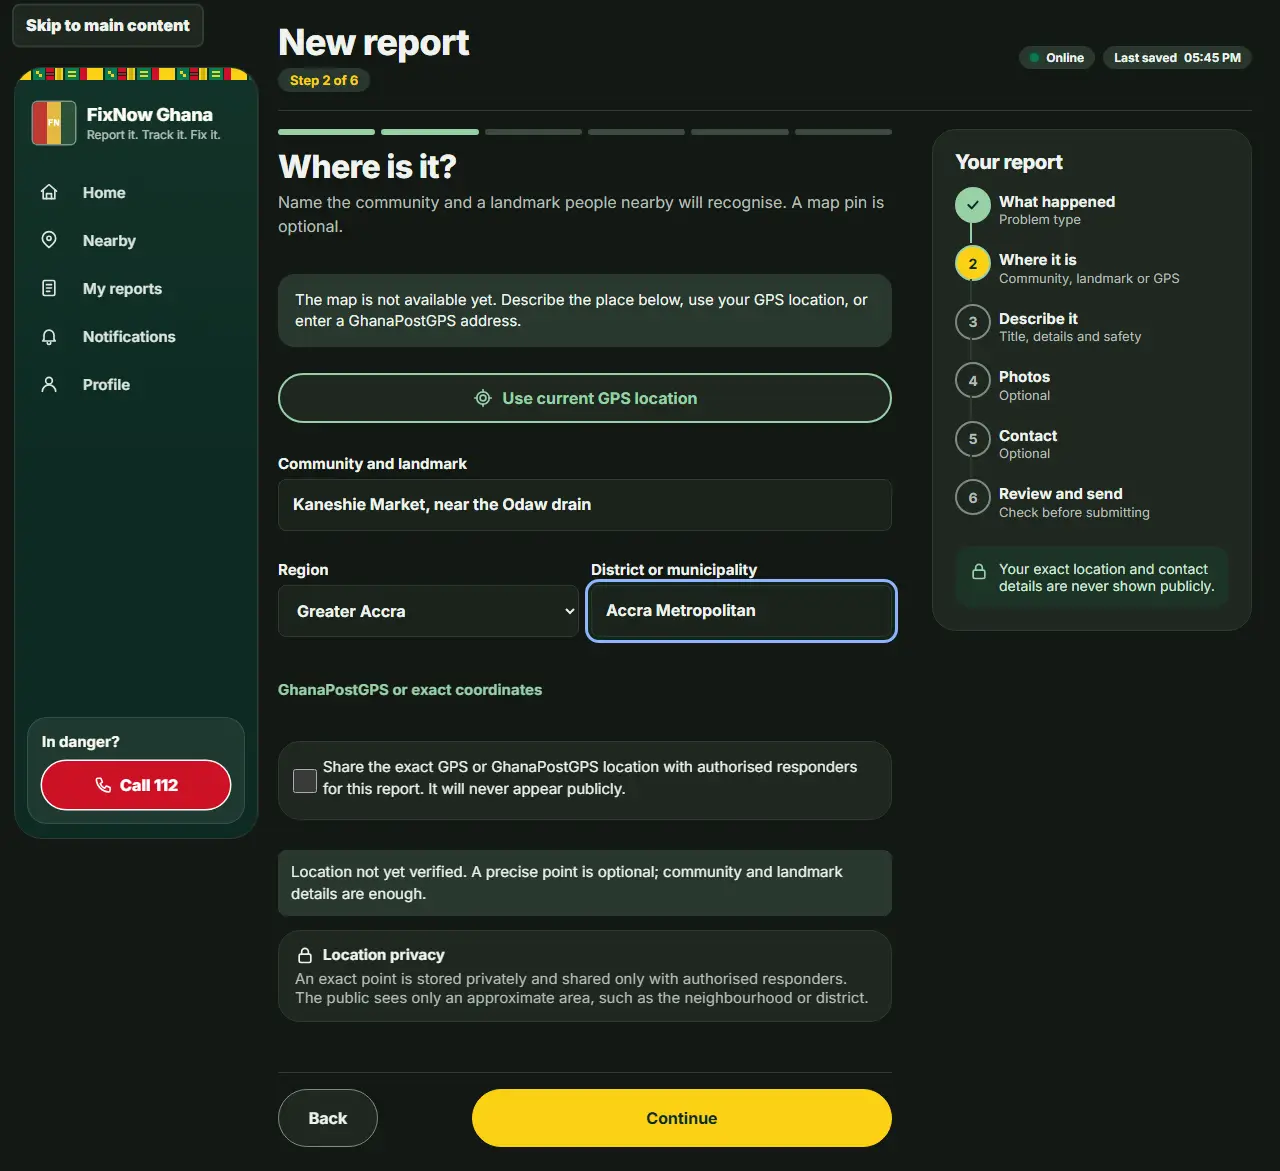 Skip to main content
FN
FixNow Ghana
Report it. Track it. Fix it.
Home
Nearby
My reports
Notifications
Profile
In danger?
Call 112
New report
Step 2 of 6
Online
Last saved 05:45 PM
Where is it?
Name the community and a landmark people nearby will recognise. A map pin is
optional.
The map is not available yet. Describe the place below, use your GPS location, or
enter a GhanaPostGPS address.
Use current GPS location
Community and landmark
Kaneshie Market, near the Odaw drain
Region
Greater Accra
District or municipality
Accra Metropolitan
GhanaPostGPS or exact coordinates
Share the exact GPS or GhanaPostGPS location with authorised responders
for this report. It will never appear publicly.
Location not yet verified. A precise point is optional; community and landmark
details are enough.
Location privacy
An exact point is stored privately and shared only with authorised responders.
The public sees only an approximate area, such as the neighbourhood or district.
Back
Continue
Your report
What happened
Problem type
2
Where it is
Community, landmark or GPS
3
Describe it
Title, details and safety
4
Photos
Optional
5
Contact
Optional
6
Review and send
Check before submitting
Your exact location and contact
details are never shown publicly.